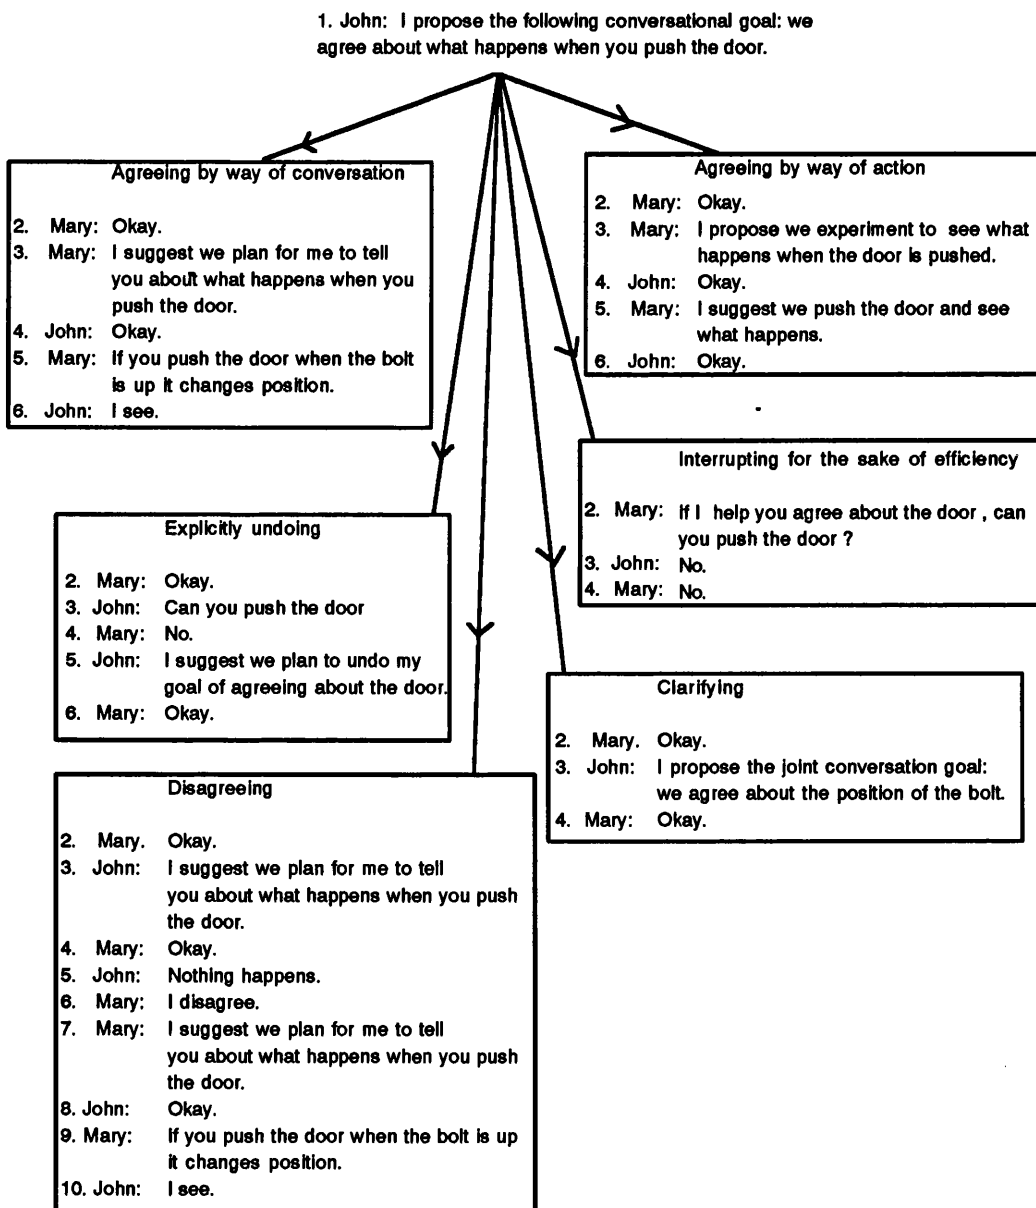 1. John: I propose the following conversational goal: we
agree about what happens when you push the door.
Agreeing by way of conversation
2. Mary: Okay.
3. Mary: I suggest we plan for me to tell
you about what happens when you
push the door.
4. John: Okay.
5. Mary: If you push the door when the bolt
is up it changes position.
6. John: I see.
Agreeing by way of action
2. Mary: Okay.
3. Mary: I propose we experiment to see what
happens when the door is pushed.
4. John: Okay.
5. Mary: I suggest we push the door and see
what happens.
6. John: Okay.
Interrupting for the sake of efficiency
2. Mary: If I help you agree about the door , can
you push the door ?
3. John: No.
4. Mary: No.
Explicitly undoing
2. Mary: Okay.
3. John: Can you push the door
4. Mary: No.
5. John: I suggest we plan to undo my
goal of agreeing about the door.
6. Mary: Okay.
Clarifying
2. Mary. Okay.
3. John: I propose the joint conversation goal:
we agree about the position of the bolt.
4. Mary: Okay.
Disagreeing
2. Mary. Okay.
3. John: I suggest we plan for me to tell
you about what happens when you push
the door.
4. Mary: Okay.
5. John: Nothing happens.
6. Mary: I disagree.
7. Mary: I suggest we plan for me to tell
you about what happens when you push
the door.
8. John: Okay.
9. Mary: If you push the door when the bolt is up
it changes position.
10. John: I see.